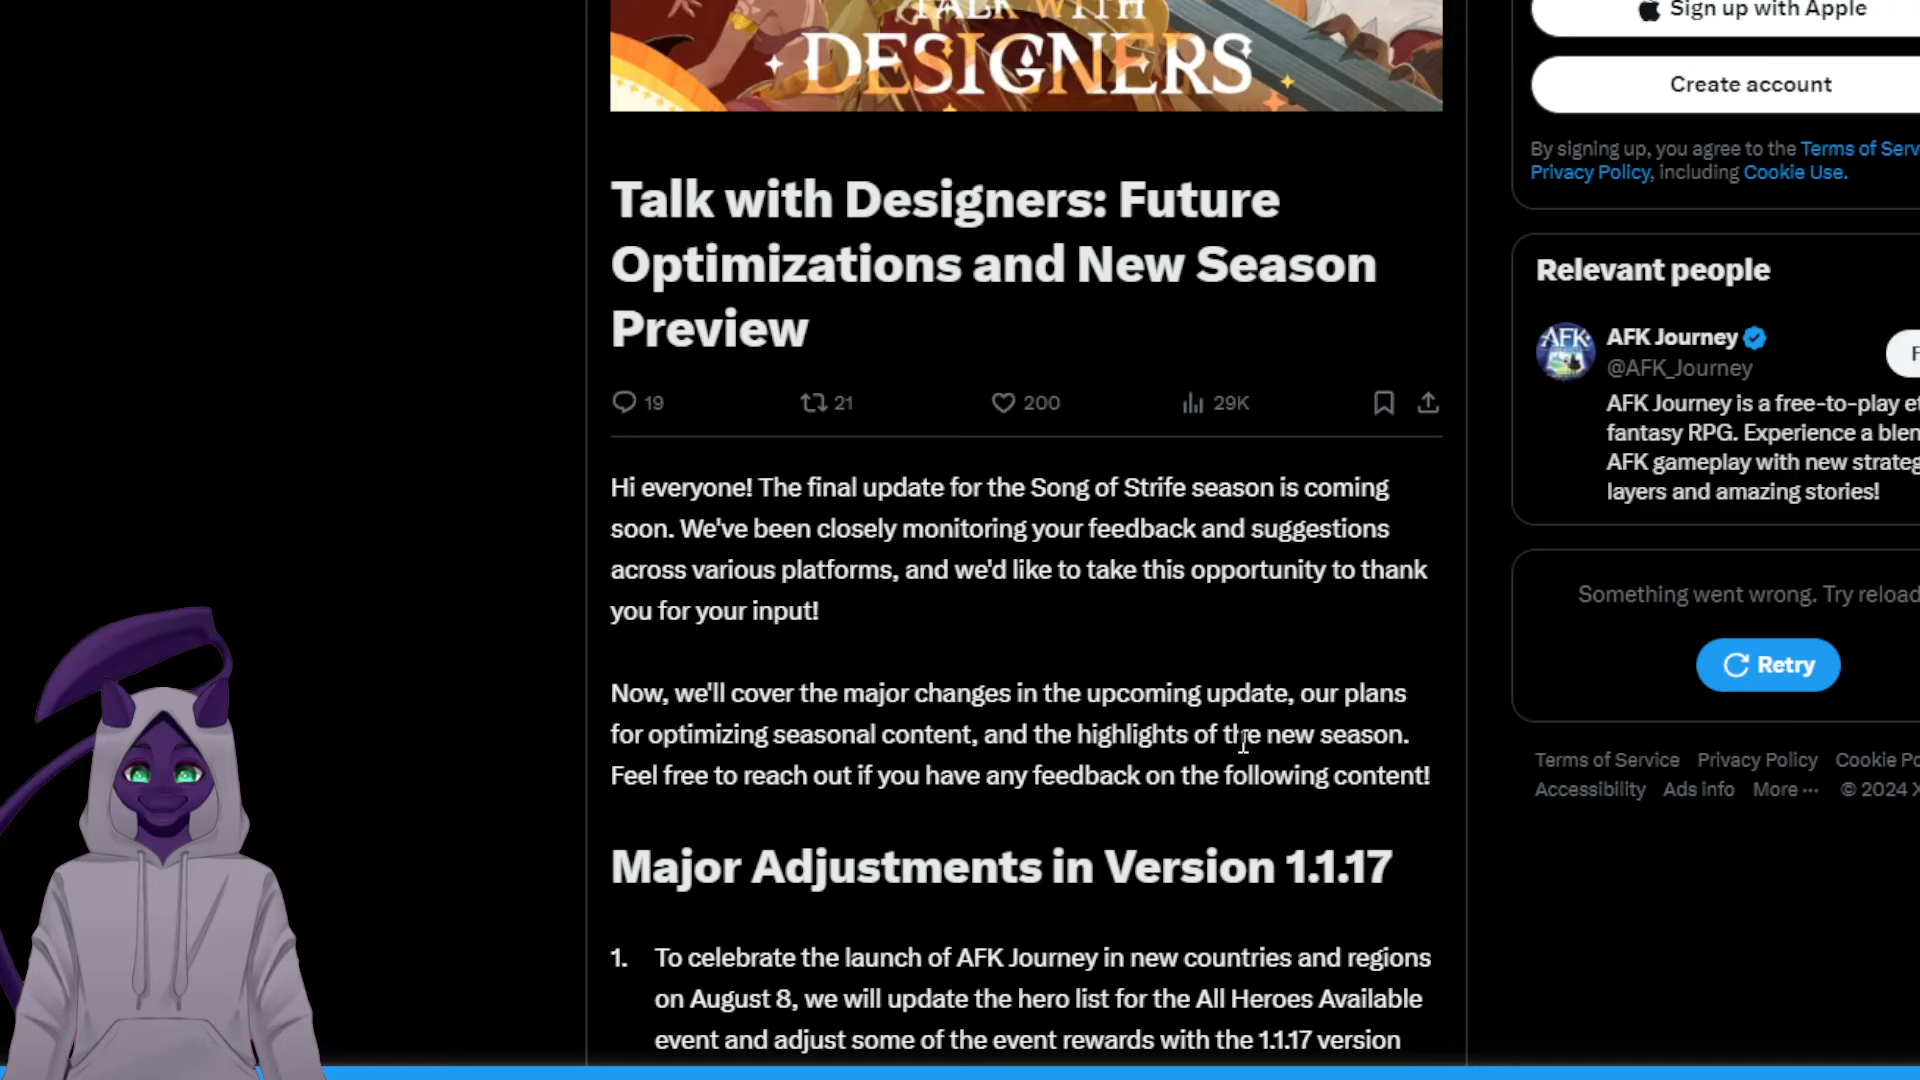 TALK WITH
DESIGNERS
Sign up with Apple
Create account
By signing up, you agree to the Terms of Serv
Privacy Policy, including Cookie Use.
Talk with Designers: Future
Optimizations and New Season
Preview
19 21 200 29K
Relevant people
AFK
AFK Journey
@AFK_Journey
F
AFK Journey is a free-to-play et
fantasy RPG. Experience a blen
AFK gameplay with new strateg
layers and amazing stories!
Hi everyone! The final update for the Song of Strife season is coming
soon. We've been closely monitoring your feedback and suggestions
across various platforms, and we'd like to take this opportunity to thank
you for your input!
Something went wrong. Try reload
Retry
Now, we'll cover the major changes in the upcoming update, our plans
for optimizing seasonal content, and the highlights of the new season.
Feel free to reach out if you have any feedback on the following content!
Terms of Service Privacy Policy Cookie Po
Accessibility Ads info More ··· © 2024 X
Major Adjustments in Version 1.1.17
1. To celebrate the launch of AFK Journey in new countries and regions
on August 8, we will update the hero list for the All Heroes Available
event and adjust some of the event rewards with the 1.1.17 version